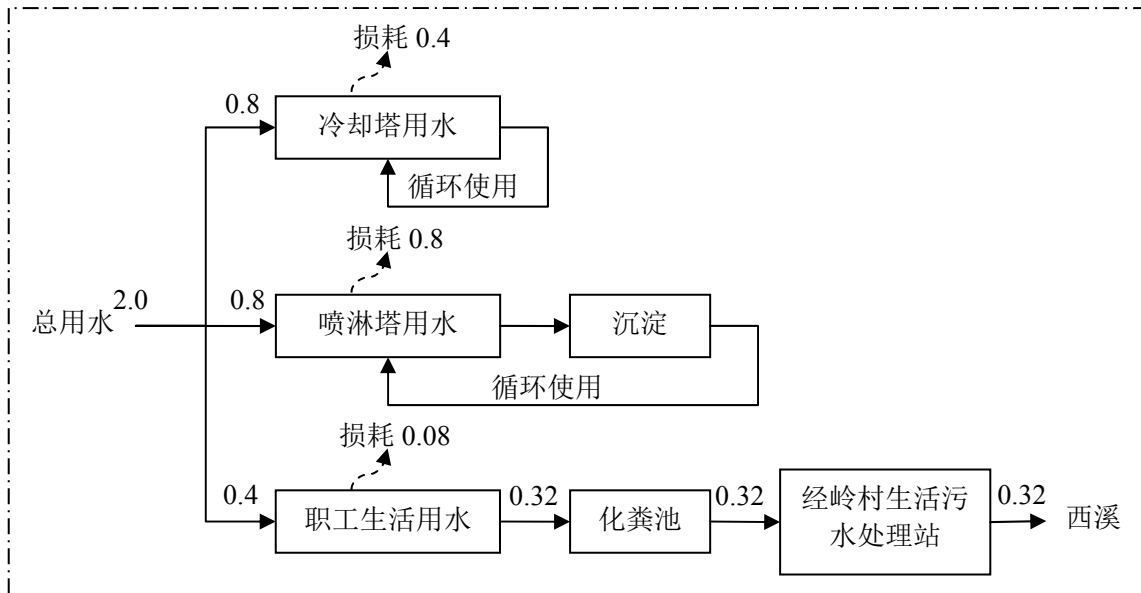 损耗 0.4
0.8
冷却塔用水
循环使用
损耗 0.8
总用水
2.0
0.8
喷淋塔用水
沉淀
循环使用
损耗 0.08
0.4
职工生活用水
0.32
化粪池
0.32
经岭村生活污
水处理站
0.32
西溪